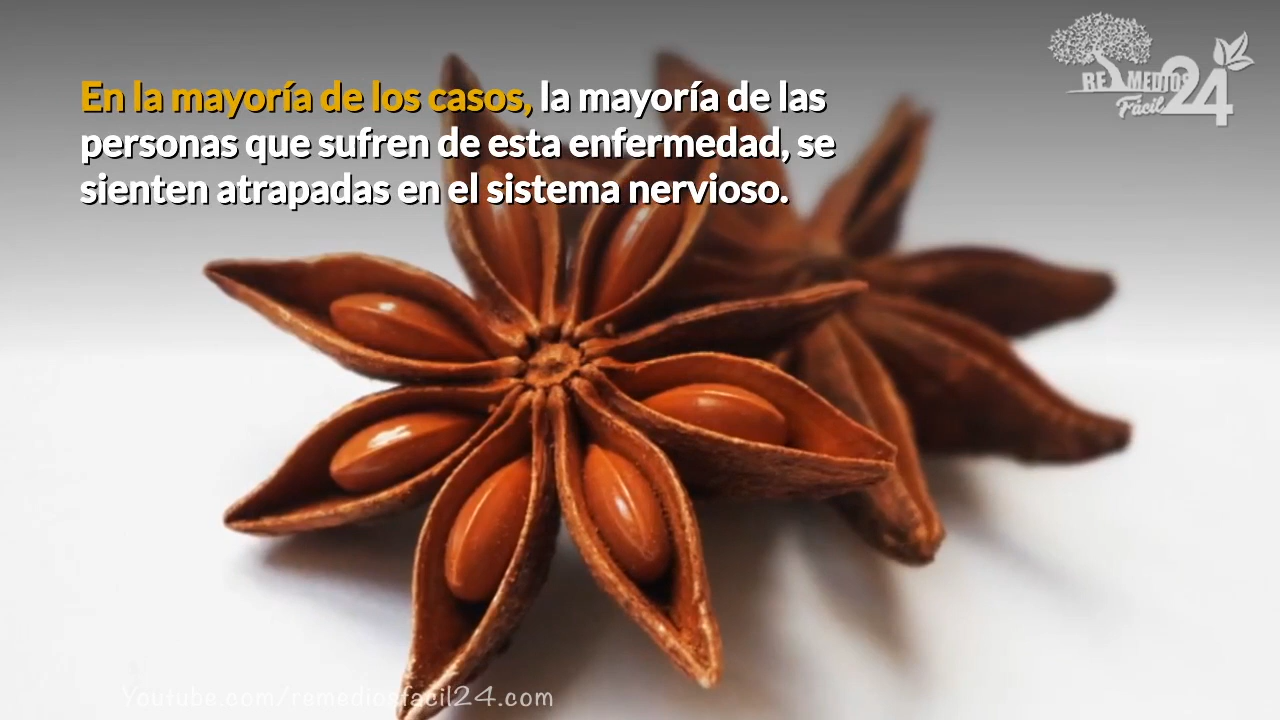 En la mayoría de los casos, la mayoría de las
personas que sufren de esta enfermedad, se
sienten atrapadas en el sistema nervioso.
REMEDIOS
Fácil 24
Youtube.com/remediosfacil24.com